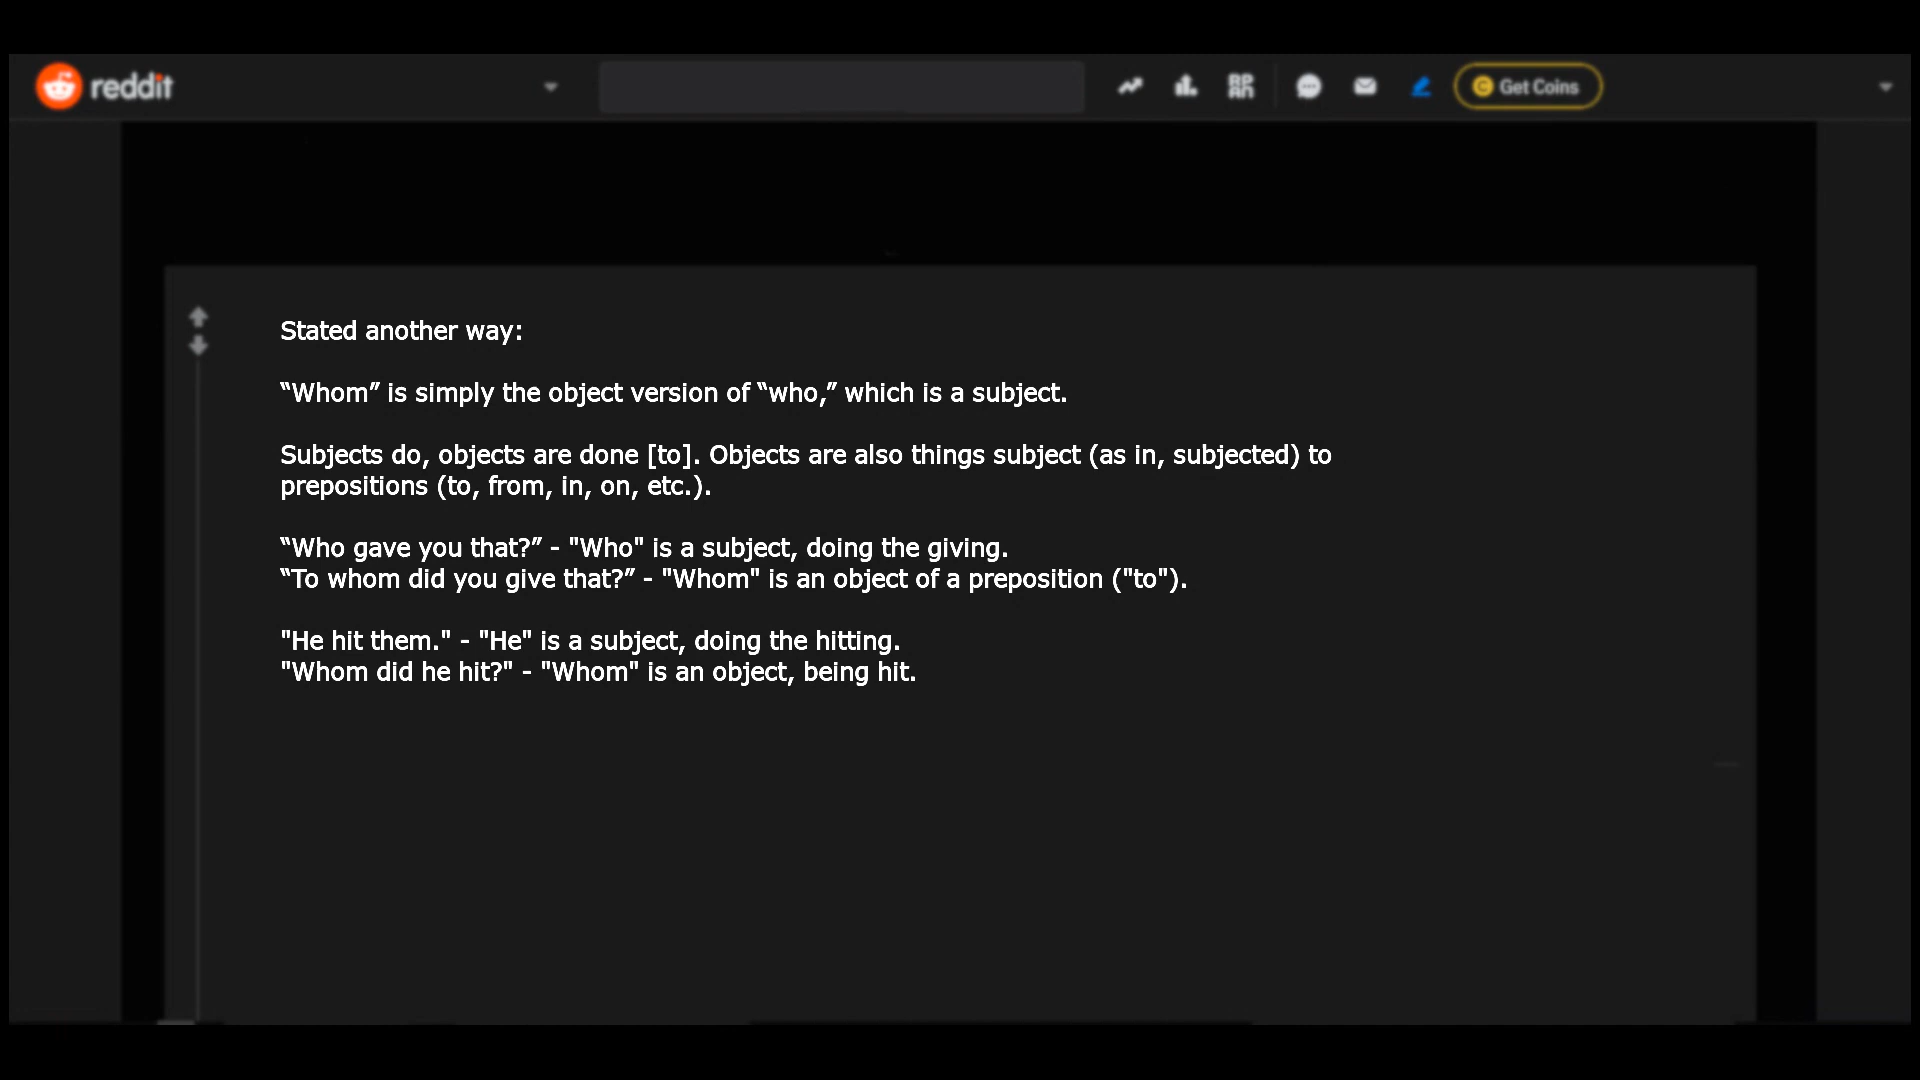 reddit
RPAN
Get Coins
Stated another way:
“Whom” is simply the object version of “who,” which is a subject.
Subjects do, objects are done [to]. Objects are also things subject (as in, subjected) to
prepositions (to, from, in, on, etc.).
“Who gave you that?” - "Who" is a subject, doing the giving.
“To whom did you give that?” - "Whom" is an object of a preposition ("to").
"He hit them." - "He" is a subject, doing the hitting.
"Whom did he hit?" - "Whom" is an object, being hit.